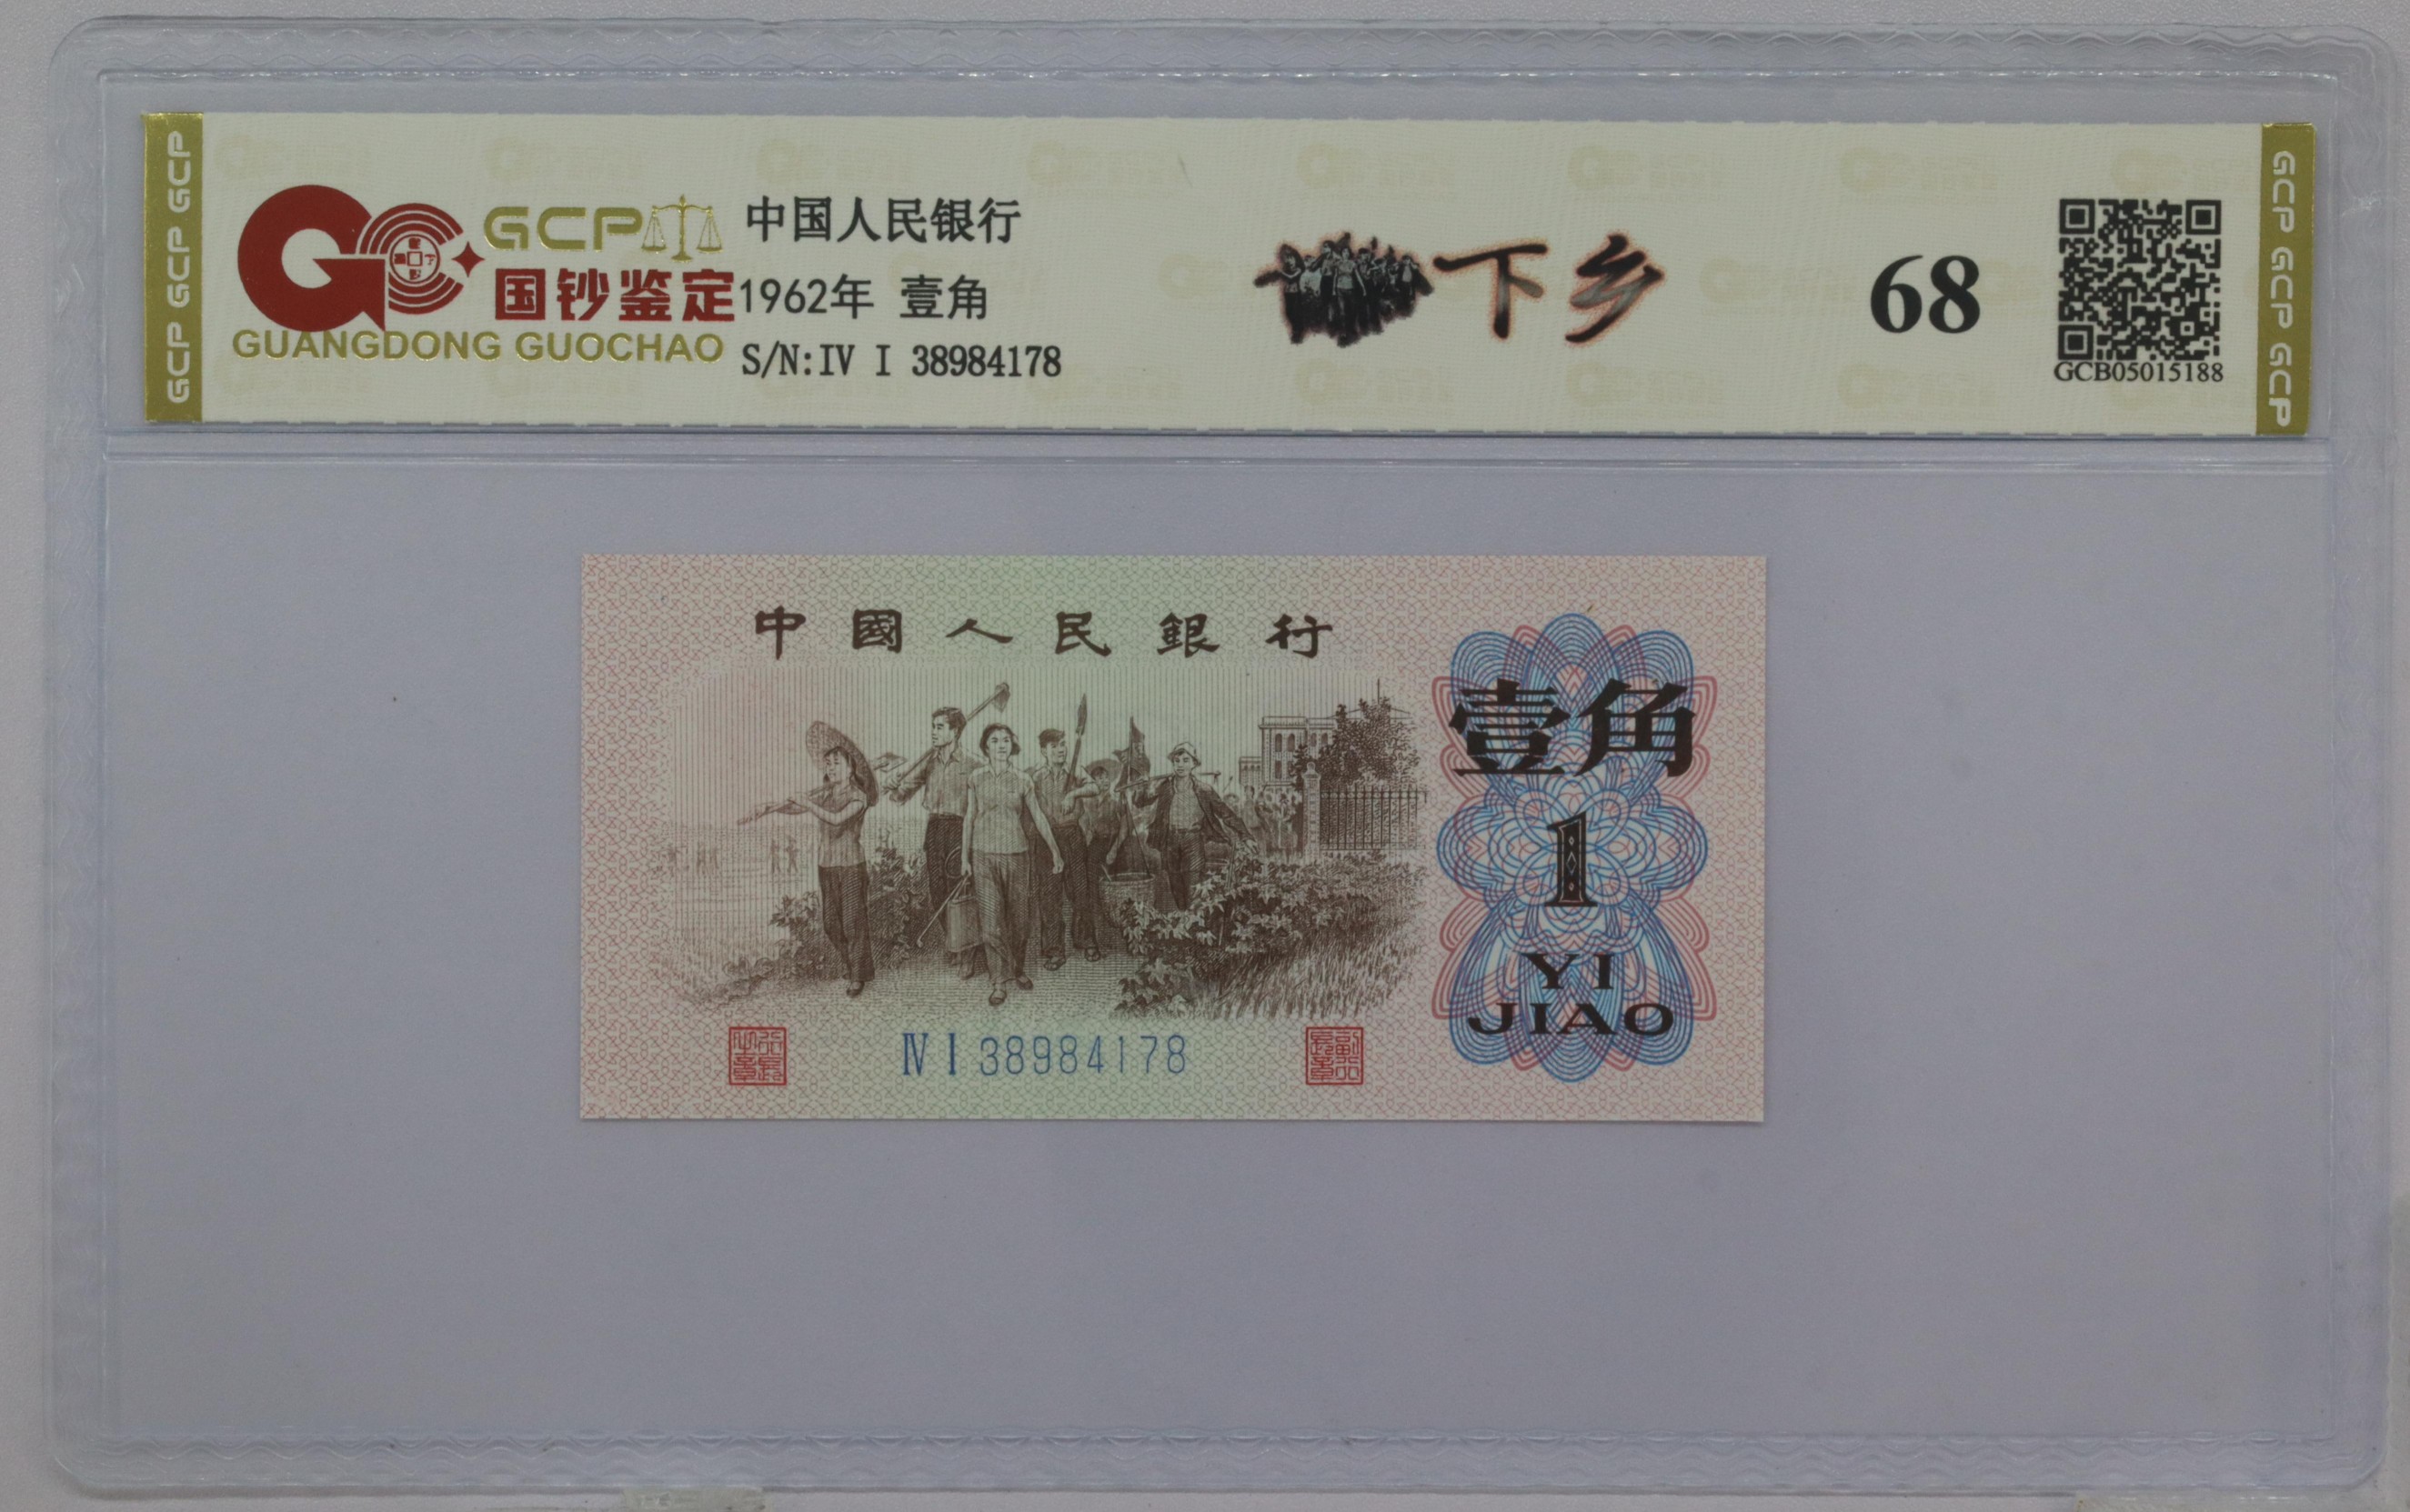 GCP GCP GCP
GCP
国钞鉴定
GUANGDONG GUOCHAO
中国人民银行
1962年 壹角
S/N:IV I 38984178
下乡
68
GCB05015188
GCP GCP GCP
中國人民銀行
壹角
1
YI
JIAO
Ⅳ Ⅰ 38984178